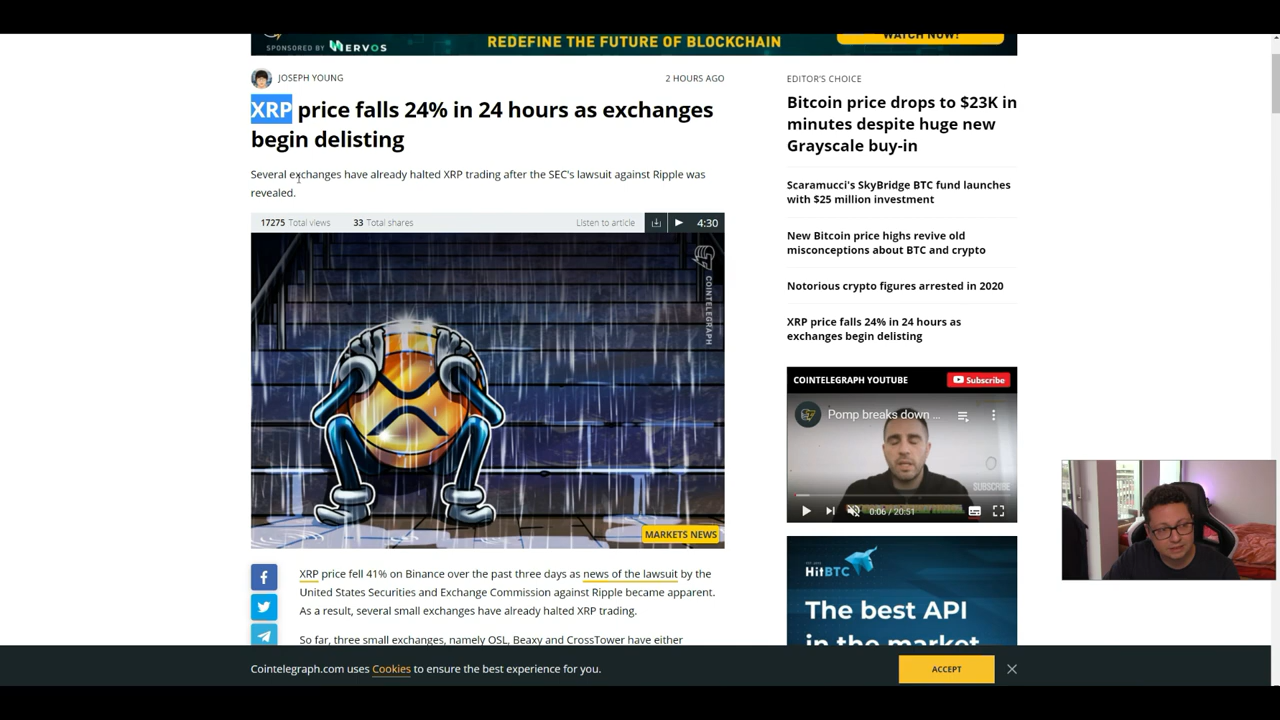 SPONSORED BY NERVOS
REDEFINE THE FUTURE OF BLOCKCHAIN
WATCH NOW!
JOSEPH YOUNG
2 HOURS AGO
XRP price falls 24% in 24 hours as exchanges
begin delisting
Several exchanges have already halted XRP trading after the SEC's lawsuit against Ripple was
revealed.
17275 Total views
33 Total shares
Listen to article
4:30
COINTELEGRAPH
MARKETS NEWS
XRP price fell 41% on Binance over the past three days as news of the lawsuit by the
United States Securities and Exchange Commission against Ripple became apparent.
As a result, several small exchanges have already halted XRP trading.
So far, three small exchanges, namely OSL, Beaxy and CrossTower have either
EDITOR'S CHOICE
Bitcoin price drops to $23K in
minutes despite huge new
Grayscale buy-in
Scaramucci's SkyBridge BTC fund launches
with $25 million investment
New Bitcoin price highs revive old
misconceptions about BTC and crypto
Notorious crypto figures arrested in 2020
XRP price falls 24% in 24 hours as
exchanges begin delisting
COINTELEGRAPH YOUTUBE
Subscribe
Pomp breaks down ...
SUBSCRIBE
0:06 / 20:51
HitBTC
The best API
in the market
Cointelegraph.com uses Cookies to ensure the best experience for you.
ACCEPT